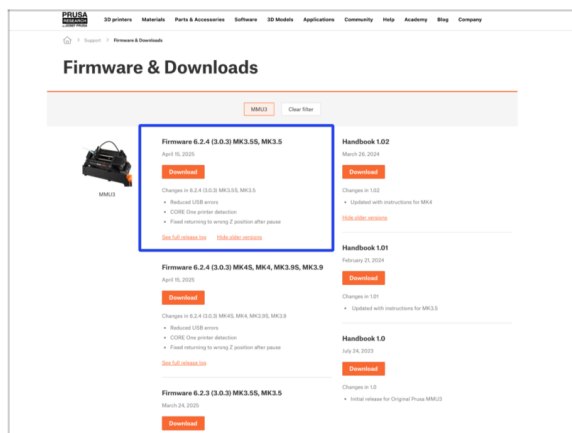 PRUSA
RESEARCH
by JOSEF PRUSA
3D printers Materials Parts & Accessories Software 3D Models Applications Community Help Academy Blog Company
Support > Firmware & Downloads
Firmware & Downloads
MMU3 Clear filter
MMU3
Firmware 6.2.4 (3.0.3) MK3.5S, MK3.5
April 15, 2025
Download
Changes in 6.2.4 (3.0.3) MK3.5S, MK3.5
Reduced USB errors
CORE One printer detection
Fixed returning to wrong Z position after pause
See full release log Hide older versions
Firmware 6.2.4 (3.0.3) MK4S, MK4, MK3.9S, MK3.9
April 15, 2025
Download
Changes in 6.2.4 (3.0.3) MK4S, MK4, MK3.9S, MK3.9
Reduced USB errors
CORE One printer detection
Fixed returning to wrong Z position after pause
See full release log
Firmware 6.2.3 (3.0.3) MK3.5S, MK3.5
March 24, 2025
Download
Handbook 1.02
March 26, 2024
Download
Changes in 1.02
Updated with instructions for MK4
Hide older versions
Handbook 1.01
February 21, 2024
Download
Changes in 1.01
Updated with instructions for MK3.5
Handbook 1.0
July 24, 2023
Download
Changes in 1.0
Initial release for Original Prusa MMU3